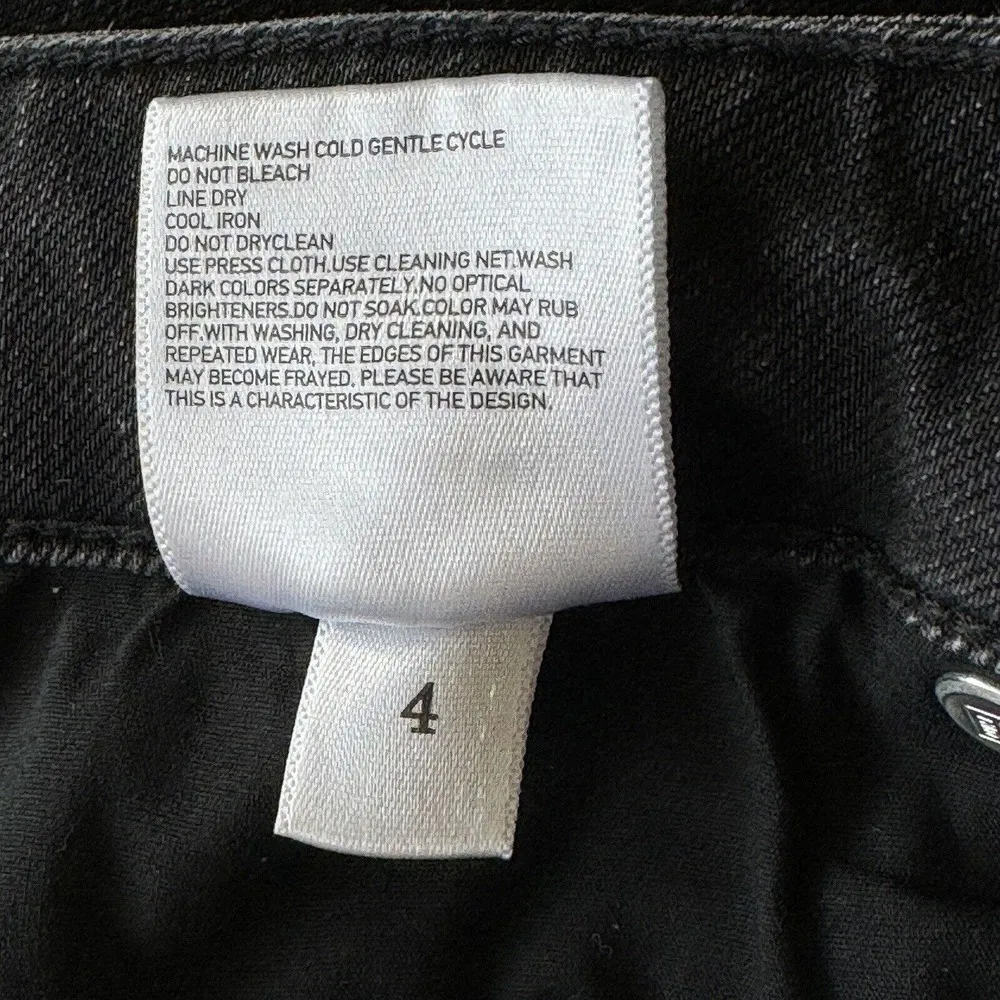 MACHINE WASH COLD GENTLE CYCLE
DO NOT BLEACH
LINE DRY
COOL IRON
DO NOT DRYCLEAN
USE PRESS CLOTH.USE CLEANING NET.WASH
DARK COLORS SEPARATELY.NO OPTICAL
BRIGHTENERS.DO NOT SOAK.COLOR MAY RUB
OFF.WITH WASHING, DRY CLEANING, AND
REPEATED WEAR, THE EDGES OF THIS GARMENT
MAY BECOME FRAYED. PLEASE BE AWARE THAT
THIS IS A CHARACTERISTIC OF THE DESIGN.
4